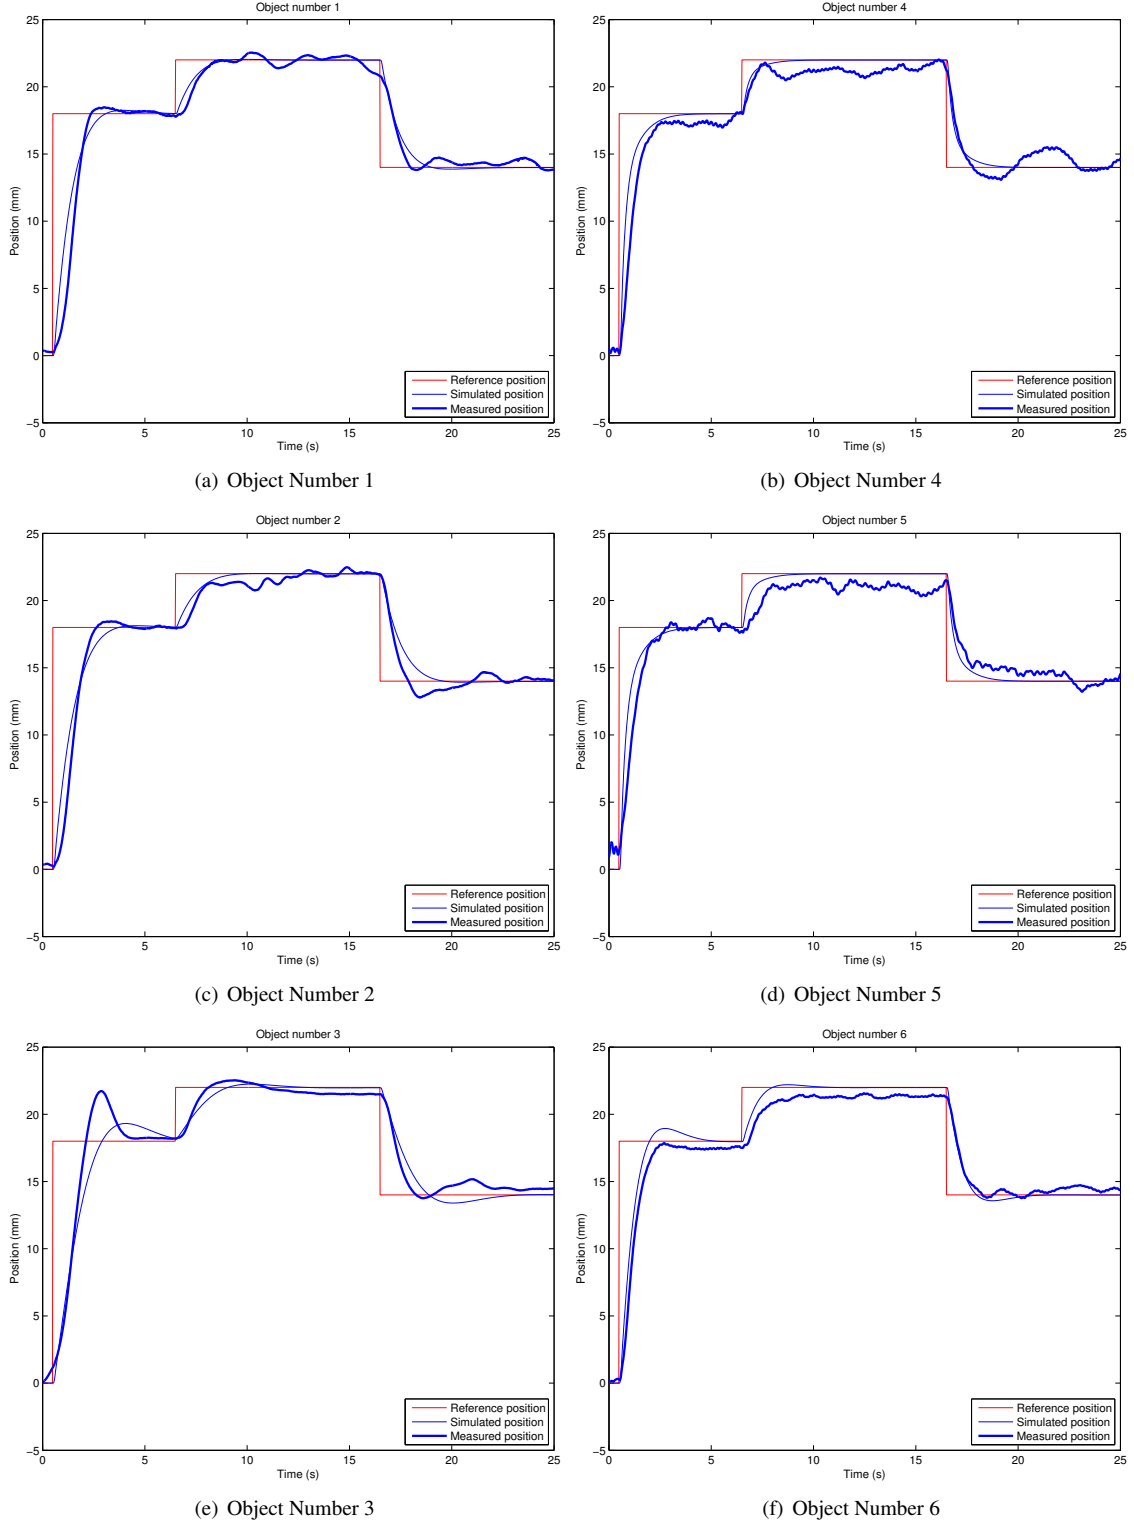 Object number 1
25
20
15
10
5
0
−5
0 5 10 15 20 25
Position (mm)
Time (s)
Reference position
Simulated position
Measured position
(a) Object Number 1
Object number 4
25
20
15
10
5
0
−5
0 5 10 15 20 25
Position (mm)
Time (s)
Reference position
Simulated position
Measured position
(b) Object Number 4
Object number 2
25
20
15
10
5
0
−5
0 5 10 15 20 25
Position (mm)
Time (s)
Reference position
Simulated position
Measured position
(c) Object Number 2
Object number 5
25
20
15
10
5
0
−5
0 5 10 15 20 25
Position (mm)
Time (s)
Reference position
Simulated position
Measured position
(d) Object Number 5
Object number 3
25
20
15
10
5
0
−5
0 5 10 15 20 25
Position (mm)
Time (s)
Reference position
Simulated position
Measured position
(e) Object Number 3
Object number 6
25
20
15
10
5
0
−5
0 5 10 15 20 25
Position (mm)
Time (s)
Reference position
Simulated position
Measured position
(f) Object Number 6